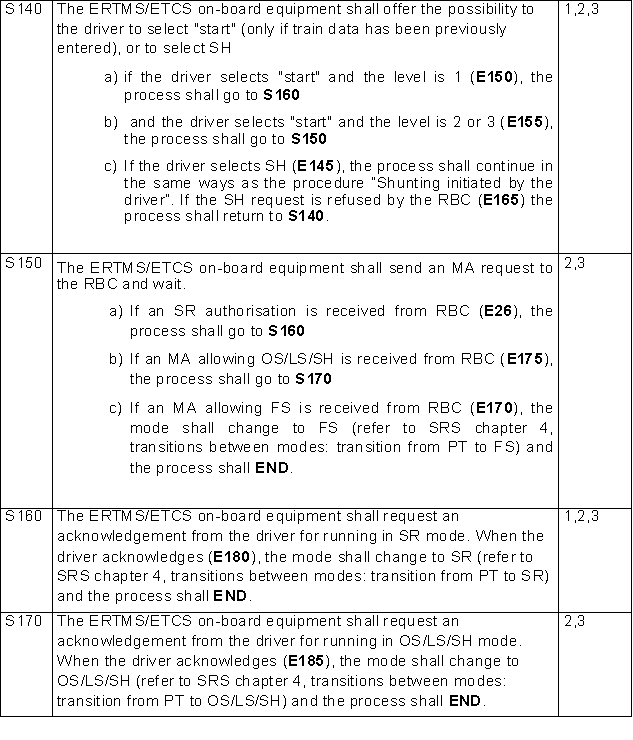 S140 The ERTMS/ETCS on-board equipment shall offer the possibility to 1,2,3
the driver to select "start" (only if train data has been previously
entered), or to select SH
a) if the driver selects "start" and the level is 1 (E150), the
process shall go to S160
b) and the driver selects "start" and the level is 2 or 3 (E155),
the process shall go to S150
c) If the driver selects SH (E145), the process shall continue in
the same ways as the procedure "Shunting initiated by the
driver". If the SH request is refused by the RBC (E165) the
process shall return to S140.
S150 The ERTMS/ETCS on-board equipment shall send an MA request to 2,3
the RBC and wait.
a) If an SR authorisation is received from RBC (E26), the
process shall go to S160
b) If an MA allowing OS/LS/SH is received from RBC (E175),
the process shall go to S170
c) If an MA allowing FS is received from RBC (E170), the
mode shall change to FS (refer to SRS chapter 4,
transitions between modes: transition from PT to FS) and
the process shall END.
S160 The ERTMS/ETCS on-board equipment shall request an 1,2,3
acknowledgement from the driver for running in SR mode. When the
driver acknowledges (E180), the mode shall change to SR (refer to
SRS chapter 4, transitions between modes: transition from PT to SR)
and the process shall END.
S170 The ERTMS/ETCS on-board equipment shall request an 2,3
acknowledgement from the driver for running in OS/LS/SH mode.
When the driver acknowledges (E185), the mode shall change to
OS/LS/SH (refer to SRS chapter 4, transitions between modes:
transition from PT to OS/LS/SH) and the process shall END.